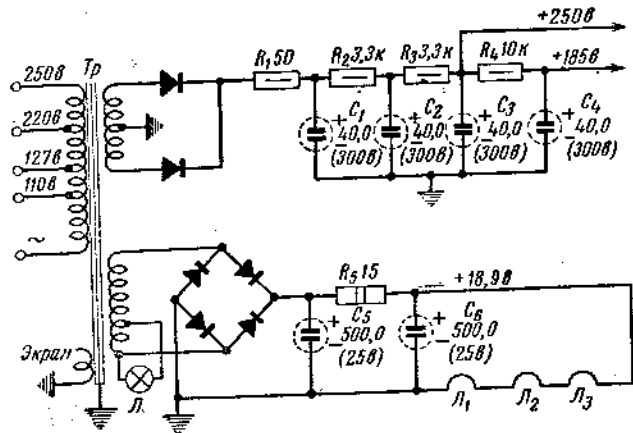 +250в
Тр
R₁ 50
R₂ 3,3к
R₃ 3,3к
R₄ 10к
+185в
250в
220в
127в
110в
~
+ C₁
40,0
(300в)
+ C₂
40,0
(300в)
+ C₃
40,0
(300в)
+ C₄
40,0
(300в)
R₅ 15
+18,9в
+ C₅
500,0
(25в)
+ C₆
500,0
(25в)
Экран
Л
Л₁
Л₂
Л₃